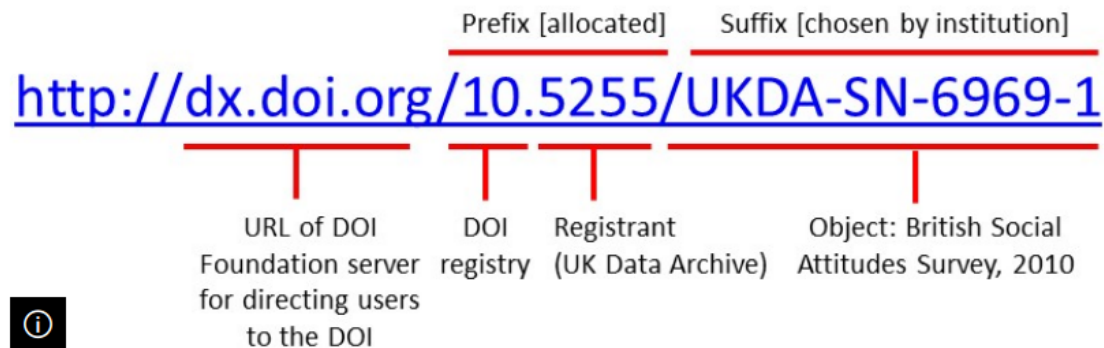 Prefix [allocated] Suffix [chosen by institution]
http://dx.doi.org/10.5255/UKDA-SN-6969-1
URL of DOI
Foundation server
for directing users
to the DOI
DOI
registry
Registrant
(UK Data Archive)
Object: British Social
Attitudes Survey, 2010